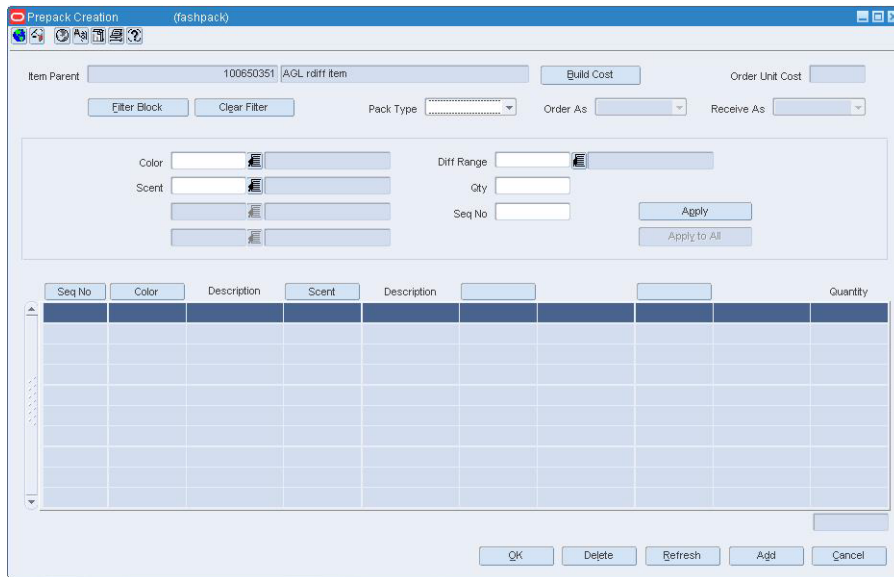 Prepack Creation (fashpack)
Item Parent 100650351 AGL rdiff item Build Cost Order Unit Cost
Filter Block Clear Filter Pack Type Order As Receive As
Color Diff Range
Scent Qty
Seq No Apply
Apply to All
Seq No Color Description Scent Description Quantity
OK Delete Refresh Add Cancel